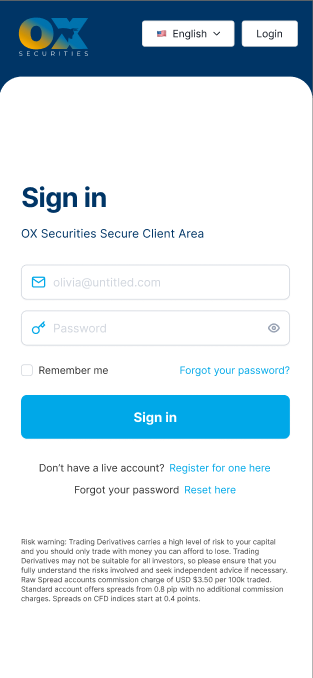 OX
SECURITIES
English
Login
Sign in
OX Securities Secure Client Area
olivia@untitled.com
Password
Remember me
Forgot your password?
Sign in
Don't have a live account? Register for one here
Forgot your password Reset here
Risk warning: Trading Derivatives carries a high level of risk to your capital
and you should only trade with money you can afford to lose. Trading
Derivatives may not be suitable for all investors, so please ensure that you
fully understand the risks involved and seek independent advice if necessary.
Raw Spread accounts commission charge of USD $3.50 per 100k traded.
Standard account offers spreads from 0.8 pip with no additional commission
charges. Spreads on CFD indices start at 0.4 points.